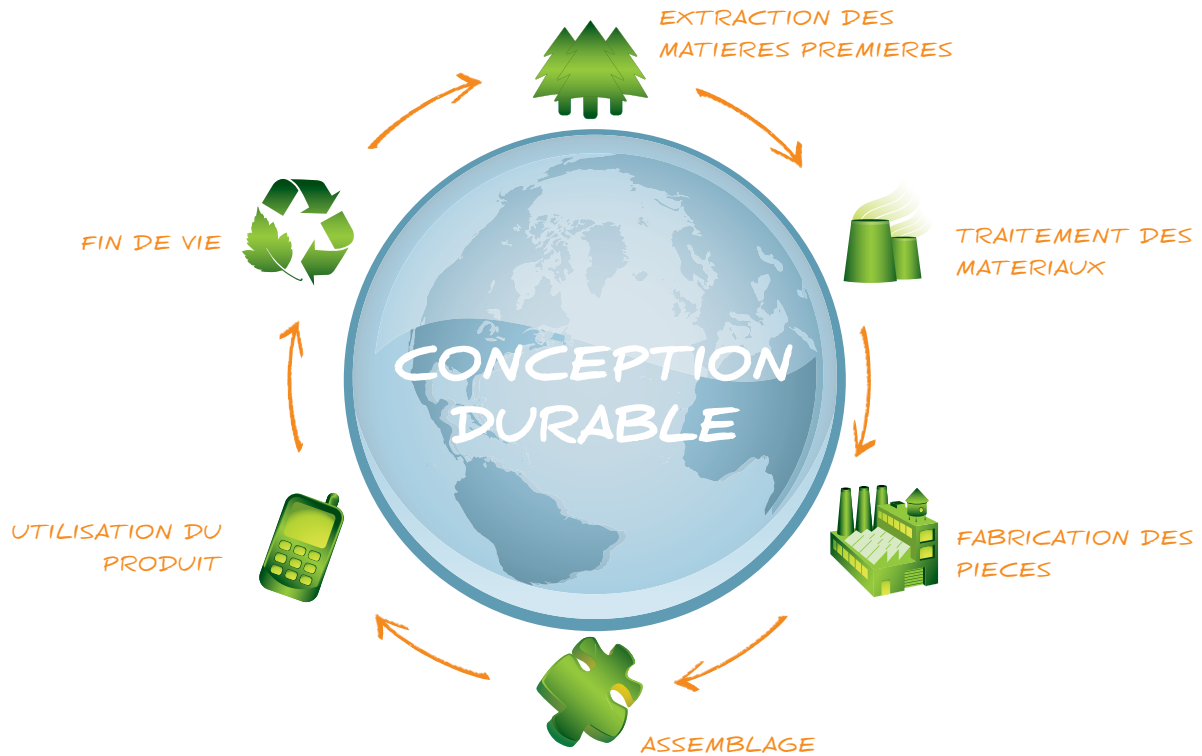 EXTRACTION DES
MATIERES PREMIERES
TRAITEMENT DES
MATERIAUX
FABRICATION DES
PIECES
ASSEMBLAGE
UTILISATION DU
PRODUIT
FIN DE VIE
CONCEPTION
DURABLE